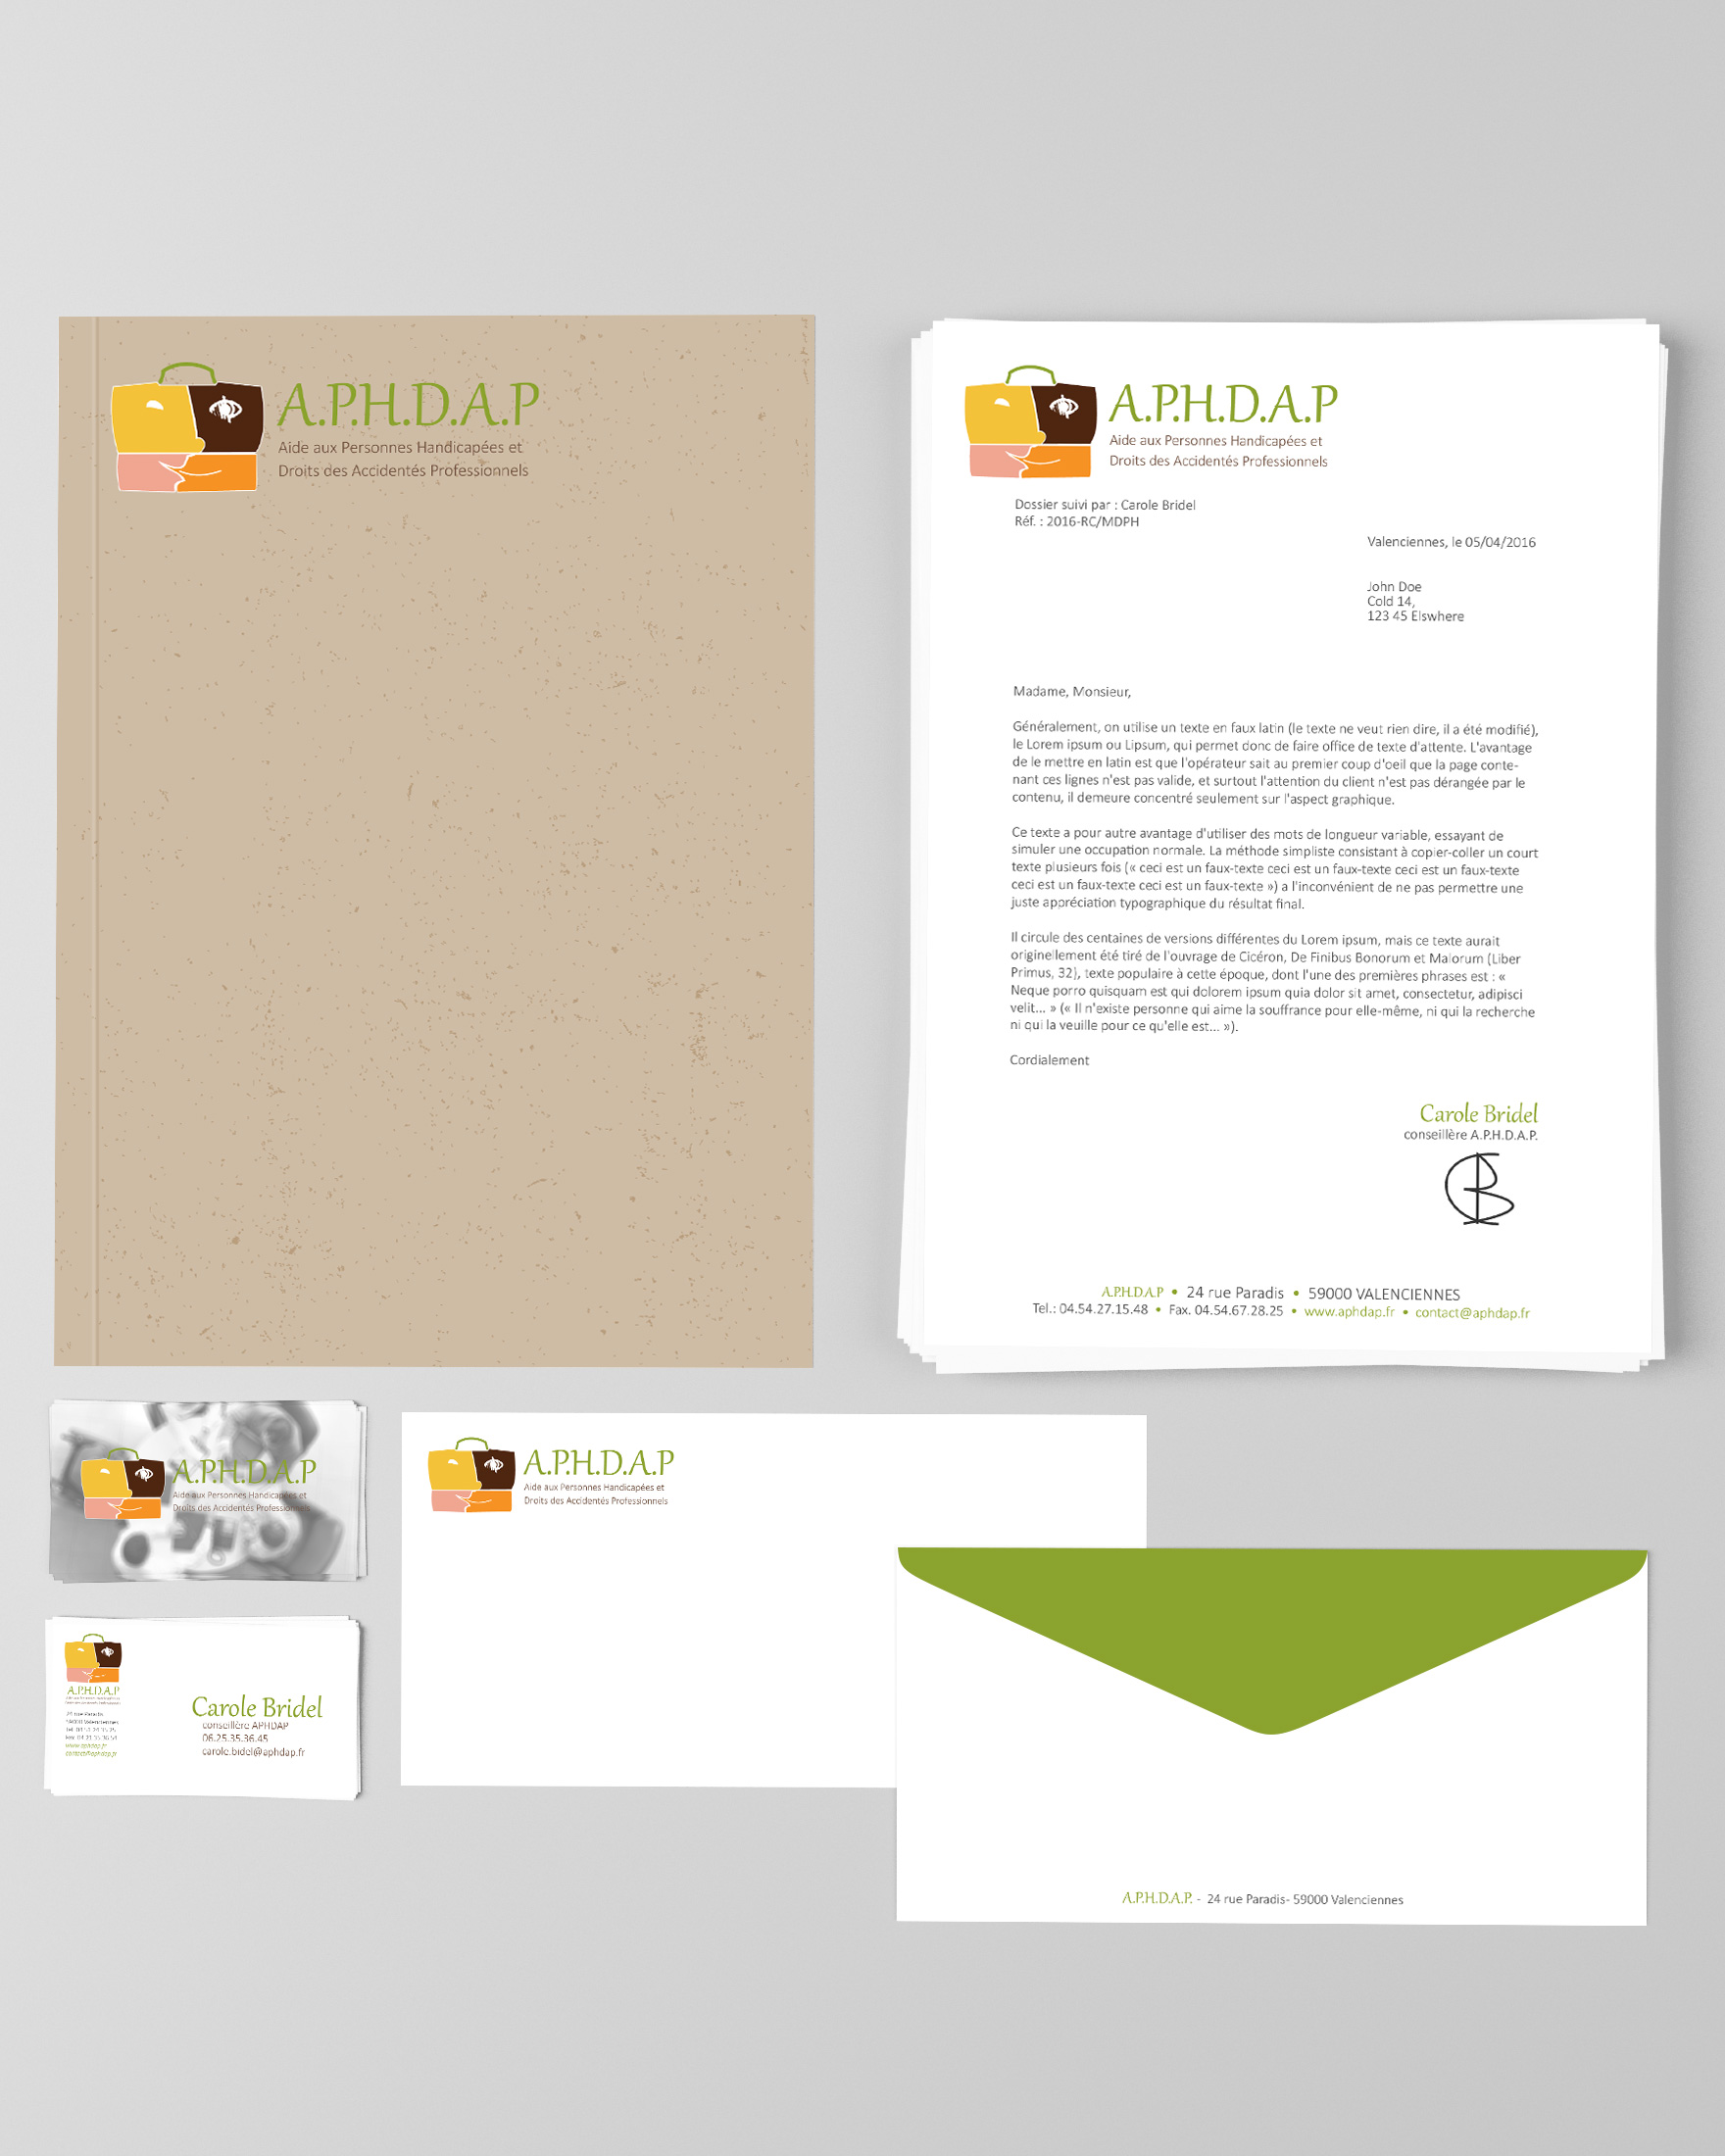 A.P.H.D.A.P
Aide aux Personnes Handicapées et
Droits des Accidentés Professionnels
A.P.H.D.A.P
Aide aux Personnes Handicapées et
Droits des Accidentés Professionnels
Dossier suivi par : Carole Bridel
Réf. : 2016-RC/MDPH
Valenciennes, le 05/04/2016
John Doe
Cold 14,
123 45 Elswhere
Madame, Monsieur,
Généralement, on utilise un texte en faux latin (le texte ne veut rien dire, il a été modifié),
le Lorem ipsum ou Lipsum, qui permet donc de faire office de texte d'attente. L'avantage
de le mettre en latin est que l'opérateur sait au premier coup d'oeil que la page conte-
nant ces lignes n'est pas valide, et surtout l'attention du client n'est pas dérangée par le
contenu, il demeure concentré seulement sur l'aspect graphique.
Ce texte a pour autre avantage d'utiliser des mots de longueur variable, essayant de
simuler une occupation normale. La méthode simpliste consistant à copier-coller un court
texte plusieurs fois (« ceci est un faux-texte ceci est un faux-texte ceci est un faux-texte
ceci est un faux-texte ceci est un faux-texte ») a l'inconvénient de ne pas permettre une
juste appréciation typographique du résultat final.
Il circule des centaines de versions différentes du Lorem ipsum, mais ce texte aurait
originellement été tiré de l'ouvrage de Cicéron, De Finibus Bonorum et Malorum (Liber
Primus, 32), texte populaire à cette époque, dont l'une des premières phrases est : «
Neque porro quisquam est qui dolorem ipsum quia dolor sit amet, consectetur, adipisci
velit... » (« Il n'existe personne qui aime la souffrance pour elle-même, ni qui la recherche
ni qui la veuille pour ce qu'elle est... »).
Cordialement
Carole Bridel
conseillère A.P.H.D.A.P.
A.P.H.D.A.P • 24 rue Paradis • 59000 VALENCIENNES
Tel.: 04.54.27.15.48 • Fax. 04.54.67.28.25 • www.aphdap.fr • contact@aphdap.fr
A.P.H.D.A.P
Aide aux Personnes Handicapées et
Droits des Accidentés Professionnels
A.P.H.D.A.P
Aide aux Personnes Handicapées et
Droits des Accidentés Professionnels
A.P.H.D.A.P
24 rue Paradis
59000 Valenciennes
www.aphdap.fr
contact@aphdap.fr
Carole Bridel
conseillère APHDAP
06.25.35.36.45
carole.bidel@aphdap.fr
A.P.H.D.A.P. - 24 rue Paradis- 59000 Valenciennes